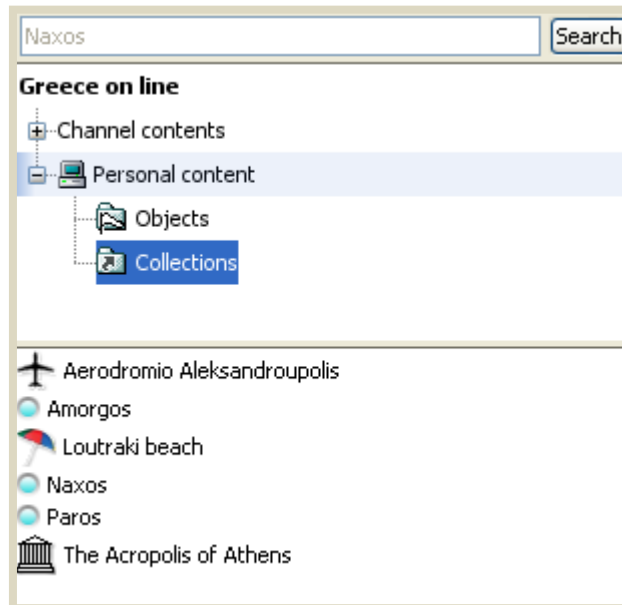 Naxos
Search
Greece on line
Channel contents
Personal content
Objects
Collections
Aerodromio Aleksandroupolis
Amorgos
Loutraki beach
Naxos
Paros
The Acropolis of Athens